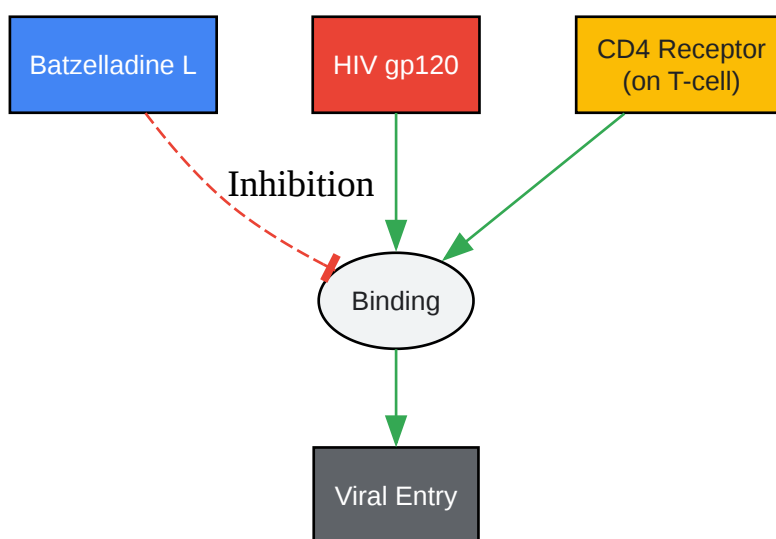 Batzelladine L
HIV gp120
CD4 Receptor
(on T-cell)
Inhibition
Binding
Viral Entry